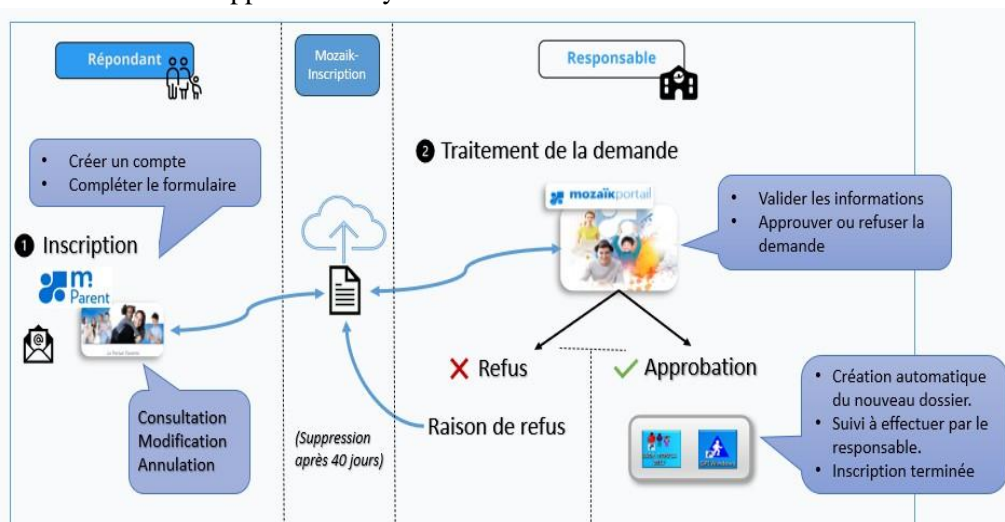 Répondant
Mozaik-
Inscription
Responsable
• Créer un compte
• Compléter le formulaire
❶ Inscription
m
Parent
Consultation
Modification
Annulation
(Suppression
après 40 jours)
❷ Traitement de la demande
mozaïkportail
• Valider les informations
• Approuver ou refuser la
demande
Refus
Approbation
Raison de refus
• Création automatique
du nouveau dossier.
• Suivi à effectuer par le
responsable.
• Inscription terminée